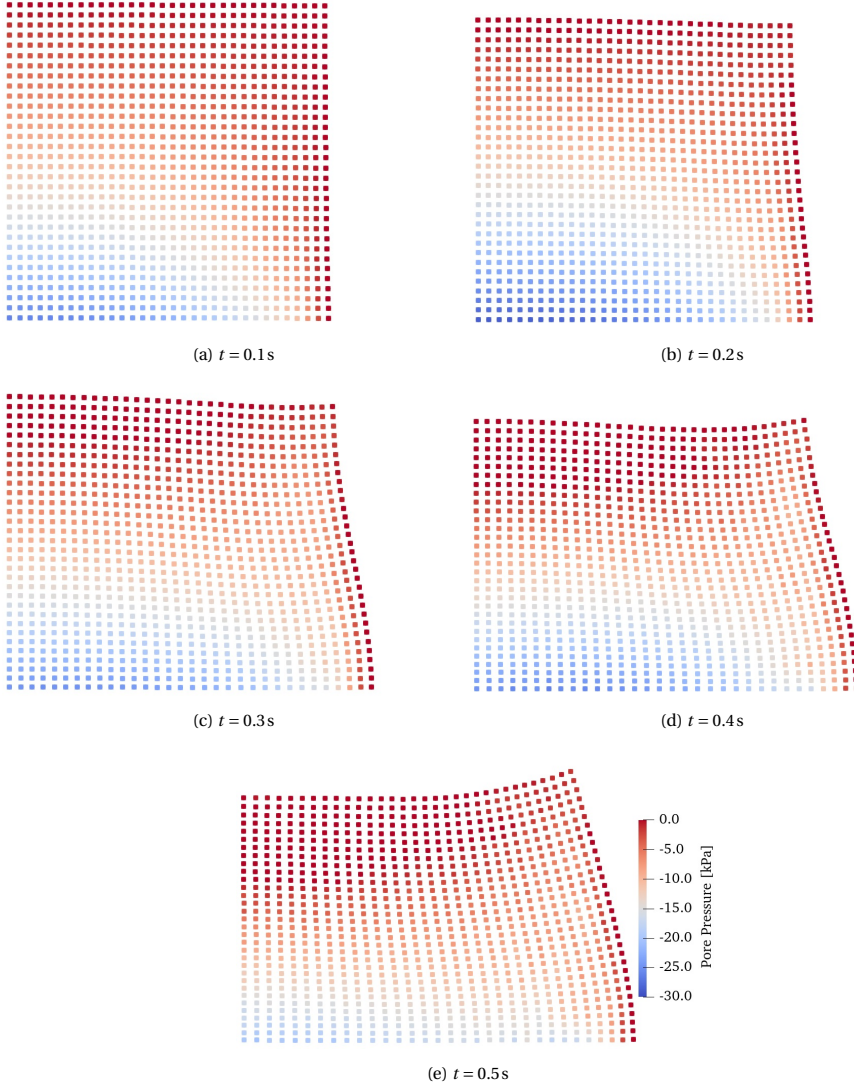 (a) t = 0.1 s
(b) t = 0.2 s
(c) t = 0.3 s
(d) t = 0.4 s
0.0
-5.0
-10.0
-15.0
-20.0
-25.0
-30.0
Pore Pressure [kPa]
(e) t = 0.5 s